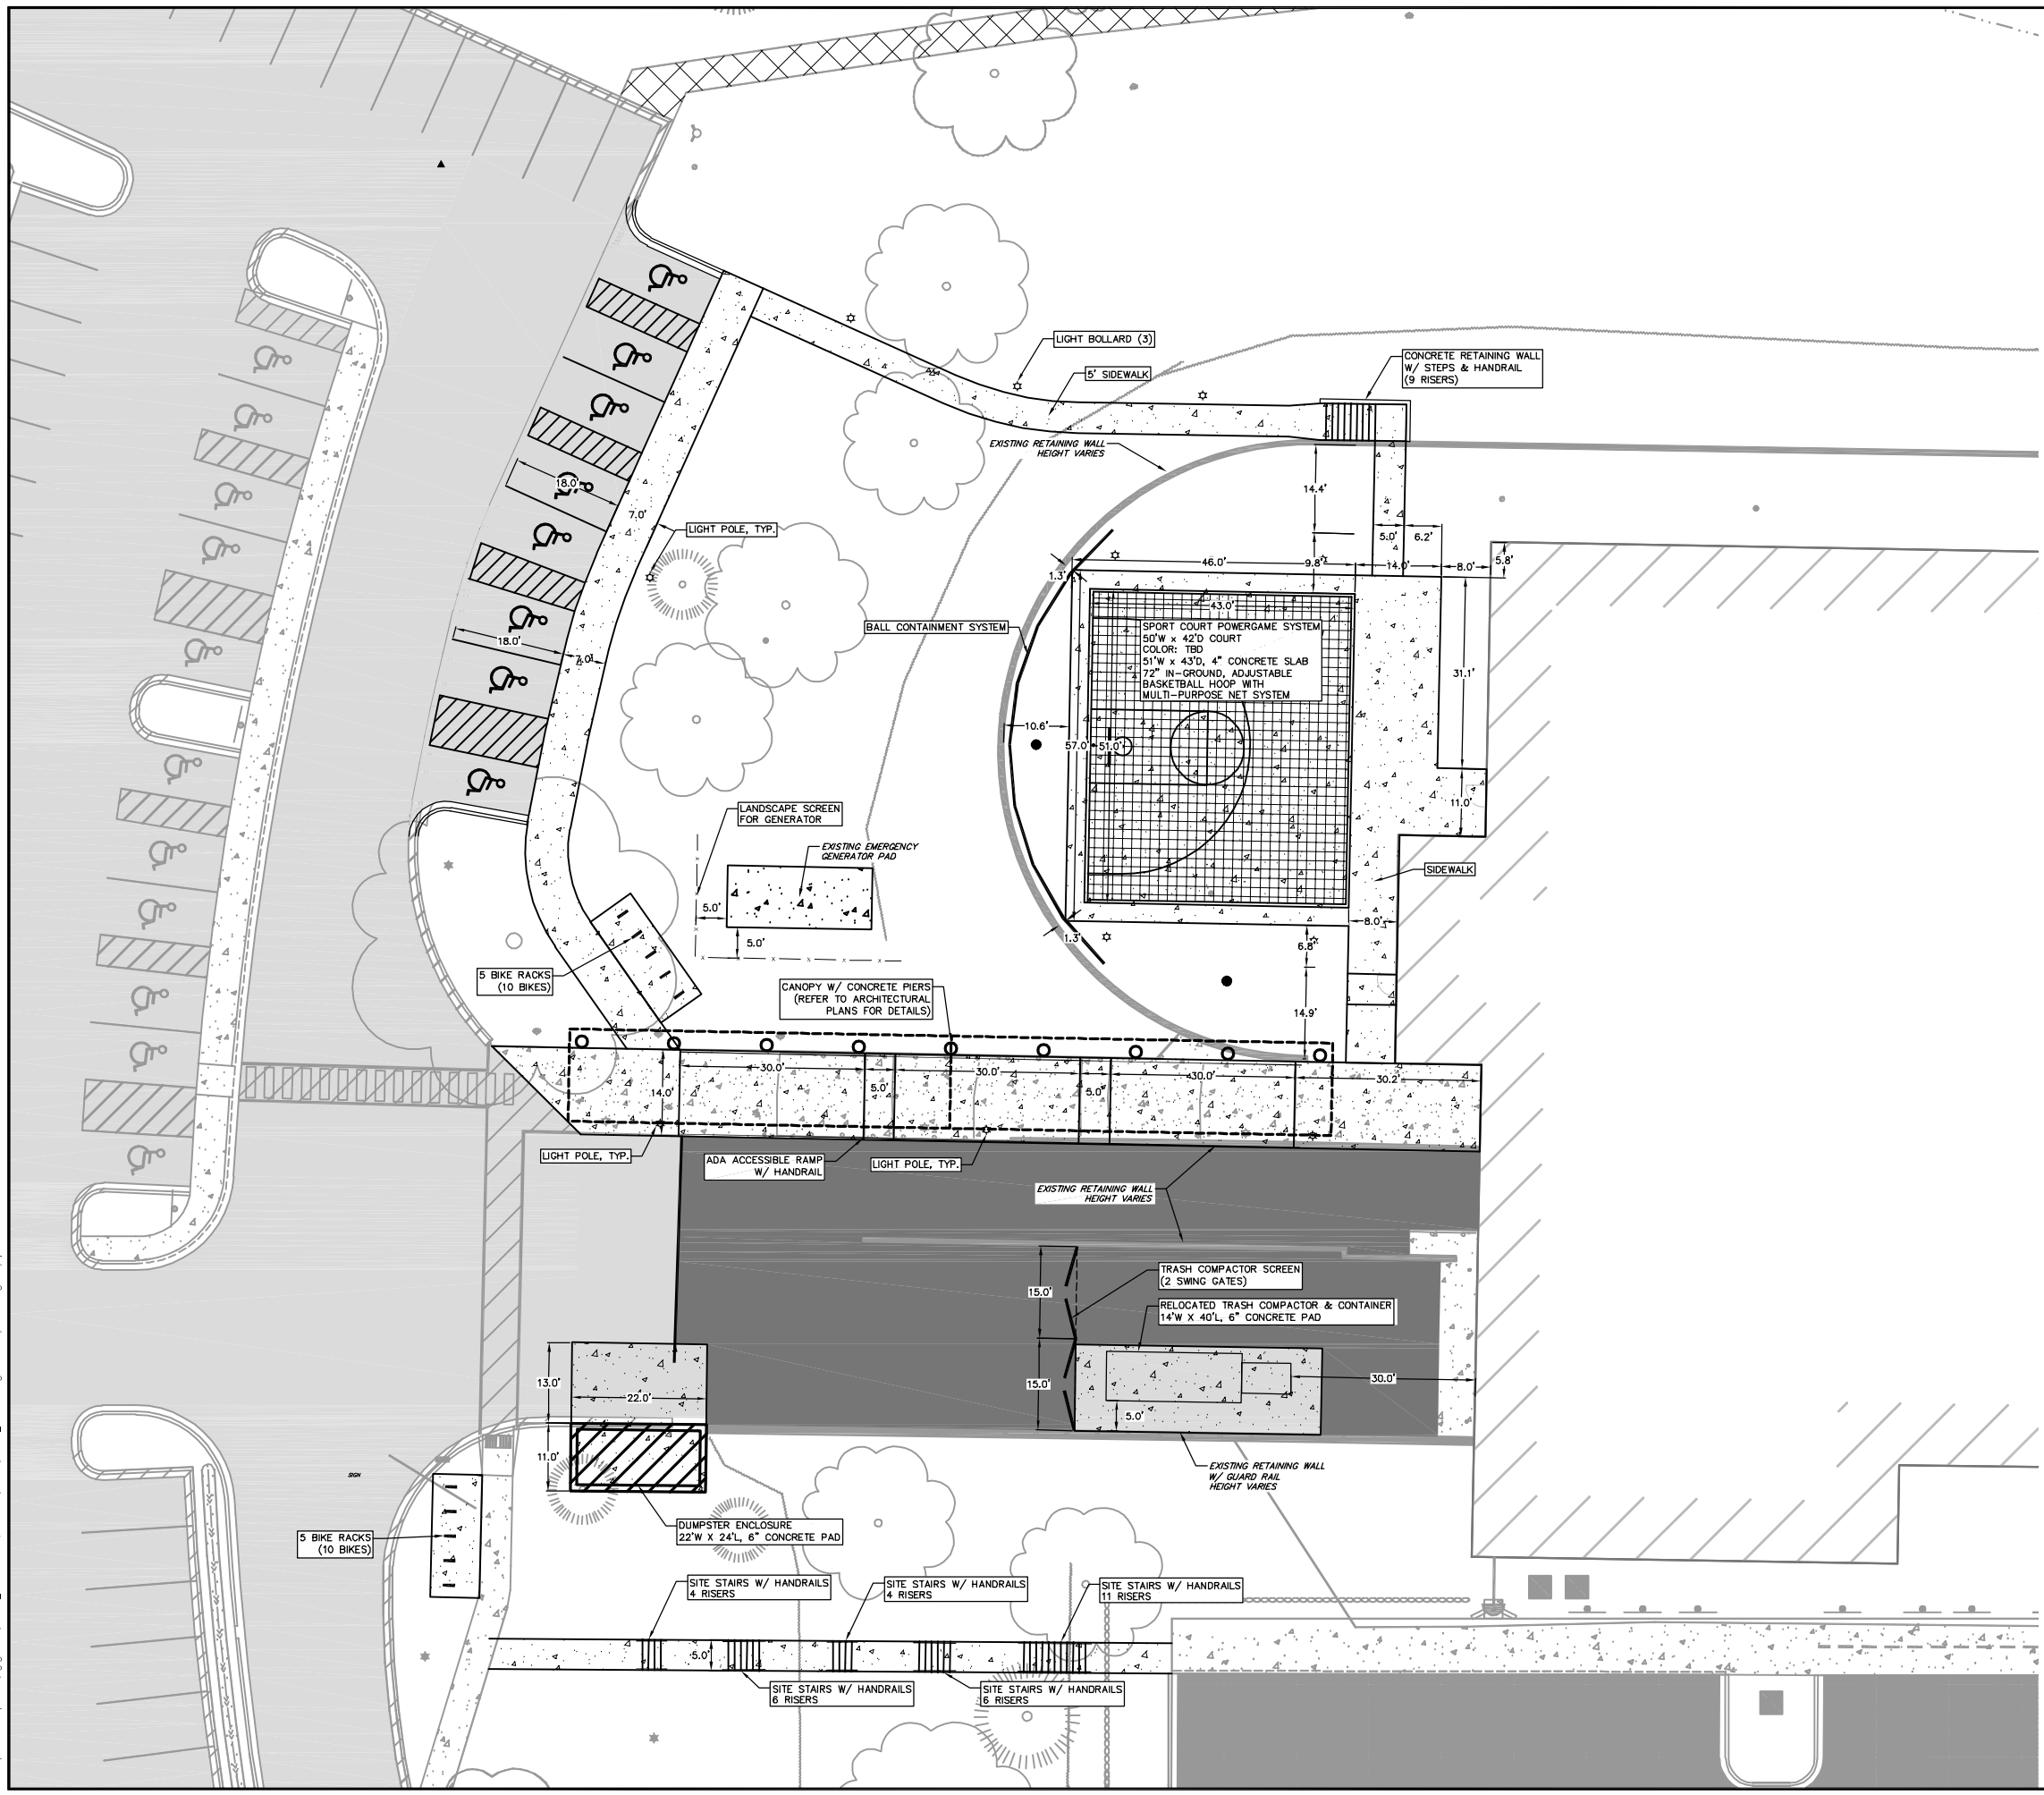 LIGHT BOLLARD (3)
CONCRETE RETAINING WALL
W/ STEPS & HANDRAIL
(9 RISERS)
5' SIDEWALK
EXISTING RETAINING WALL
HEIGHT VARIES
14.4'
18.0'
7.0'
LIGHT POLE, TYP.
5.0'
6.2'
46.0'
9.8'
14.0'
8.0'
5.8'
1.3'
43.0'
BALL CONTAINMENT SYSTEM
SPORT COURT POWERGAME SYSTEM
50'W x 42'D COURT
COLOR: TBD
51'W x 43'D, 4" CONCRETE SLAB
72" IN-GROUND, ADJUSTABLE
BASKETBALL HOOP WITH
MULTI-PURPOSE NET SYSTEM
18.0'
7.0'
31.1'
10.6'
57.0'
51.0'
11.0'
LANDSCAPE SCREEN
FOR GENERATOR
EXISTING EMERGENCY
GENERATOR PAD
SIDEWALK
5.0'
5.0'
8.0'
1.3'
6.8'
5 BIKE RACKS
(10 BIKES)
CANOPY W/ CONCRETE PIERS
(REFER TO ARCHITECTURAL
PLANS FOR DETAILS)
14.9'
30.0'
30.0'
30.0'
30.2'
14.0'
5.0'
5.0'
LIGHT POLE, TYP.
ADA ACCESSIBLE RAMP
W/ HANDRAIL
LIGHT POLE, TYP.
EXISTING RETAINING WALL
HEIGHT VARIES
15.0'
TRASH COMPACTOR SCREEN
(2 SWING GATES)
RELOCATED TRASH COMPACTOR & CONTAINER
14'W X 40'L, 6" CONCRETE PAD
13.0'
22.0'
15.0'
30.0'
5.0'
11.0'
SIGN
EXISTING RETAINING WALL
W/ GUARD RAIL
HEIGHT VARIES
5 BIKE RACKS
(10 BIKES)
DUMPSTER ENCLOSURE
22'W X 24'L, 6" CONCRETE PAD
SITE STAIRS W/ HANDRAILS
4 RISERS
SITE STAIRS W/ HANDRAILS
4 RISERS
SITE STAIRS W/ HANDRAILS
11 RISERS
5.0'
SITE STAIRS W/ HANDRAILS
6 RISERS
SITE STAIRS W/ HANDRAILS
6 RISERS